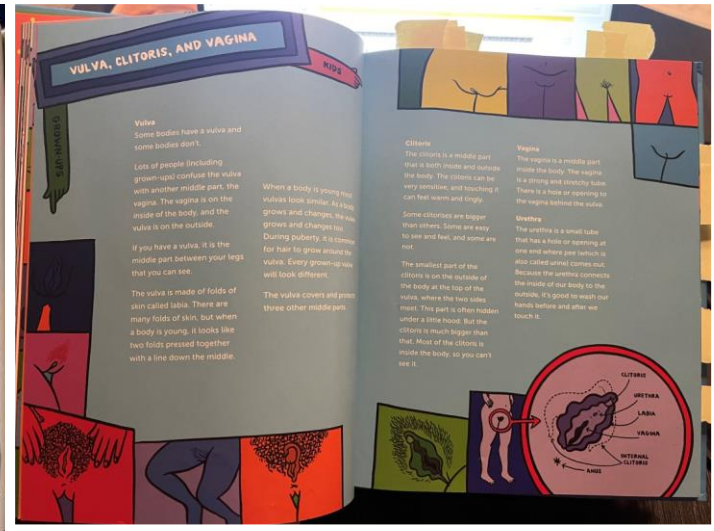 VULVA, CLITORIS, AND VAGINA
KIDS
GROWN-UPS
Vulva
Some bodies have a vulva and
some bodies don't.
Lots of people (including
grown-ups) confuse the vulva
with another middle part, the
vagina. The vagina is on the
inside of the body, and the
vulva is on the outside.
If you have a vulva, it is the
middle part between your legs
that you can see.
The vulva is made of folds of
skin called labia. There are
many folds of skin, but when
a body is young, it looks like
two folds pressed together
with a line down the middle.
When a body is young most
vulvas look similar. As a body
grows and changes, the vulva
grows and changes too.
During puberty, it is common
for hair to grow around the
vulva. Every grown-up vulva
will look different.
The vulva covers and protects
three other middle parts.
Clitoris
The clitoris is a middle part
that is both inside and outside
the body. The clitoris can be
very sensitive, and touching it
can feel warm and tingly.
Some clitorises are bigger
than others. Some are easy
to see and feel, and some are
not.
The smallest part of the
clitoris is on the outside of
the body at the top of the
vulva, where the two sides
meet. This part is often hidden
under a little hood. But the
clitoris is much bigger than
that. Most of the clitoris is
inside the body, so you can't
see it.
Vagina
The vagina is a middle part
inside the body. The vagina
is a strong and stretchy tube.
There is a hole or opening to
the vagina behind the vulva.
Urethra
The urethra is a small tube
that has a hole or opening at
one end where pee (which is
also called urine) comes out.
Because the urethra connects
the inside of our body to the
outside, it's good to wash our
hands before and after we
touch it.
CLITORIS
URETHRA
LABIA
VAGINA
INTERNAL
CLITORIS
ANUS